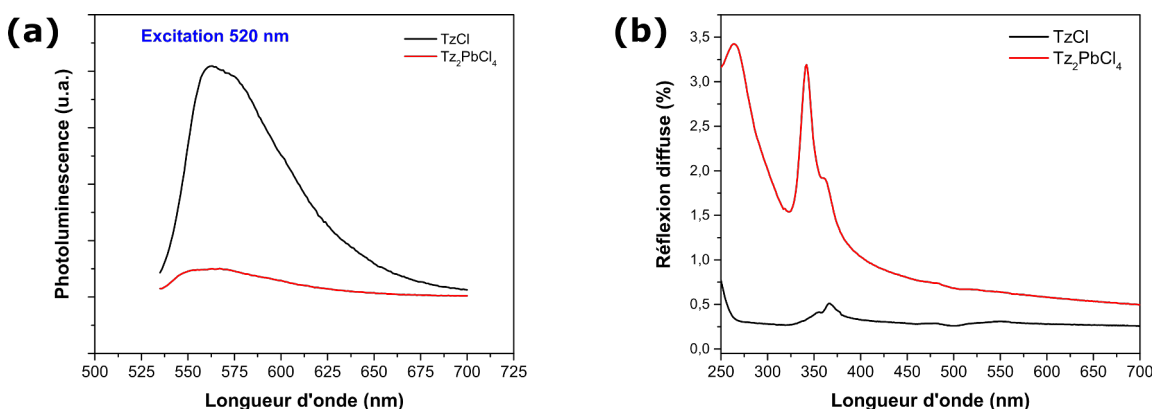 (a)
Excitation 520 nm
TzCl
Tz₂PbCl₄
Photoluminescence (u.a.)
500 525 550 575 600 625 650 675 700 725
Longueur d'onde (nm)
(b)
TzCl
Tz₂PbCl₄
Réflexion diffuse (%)
3,5
3,0
2,5
2,0
1,5
1,0
0,5
0,0
250 300 350 400 450 500 550 600 650 700
Longueur d'onde (nm)